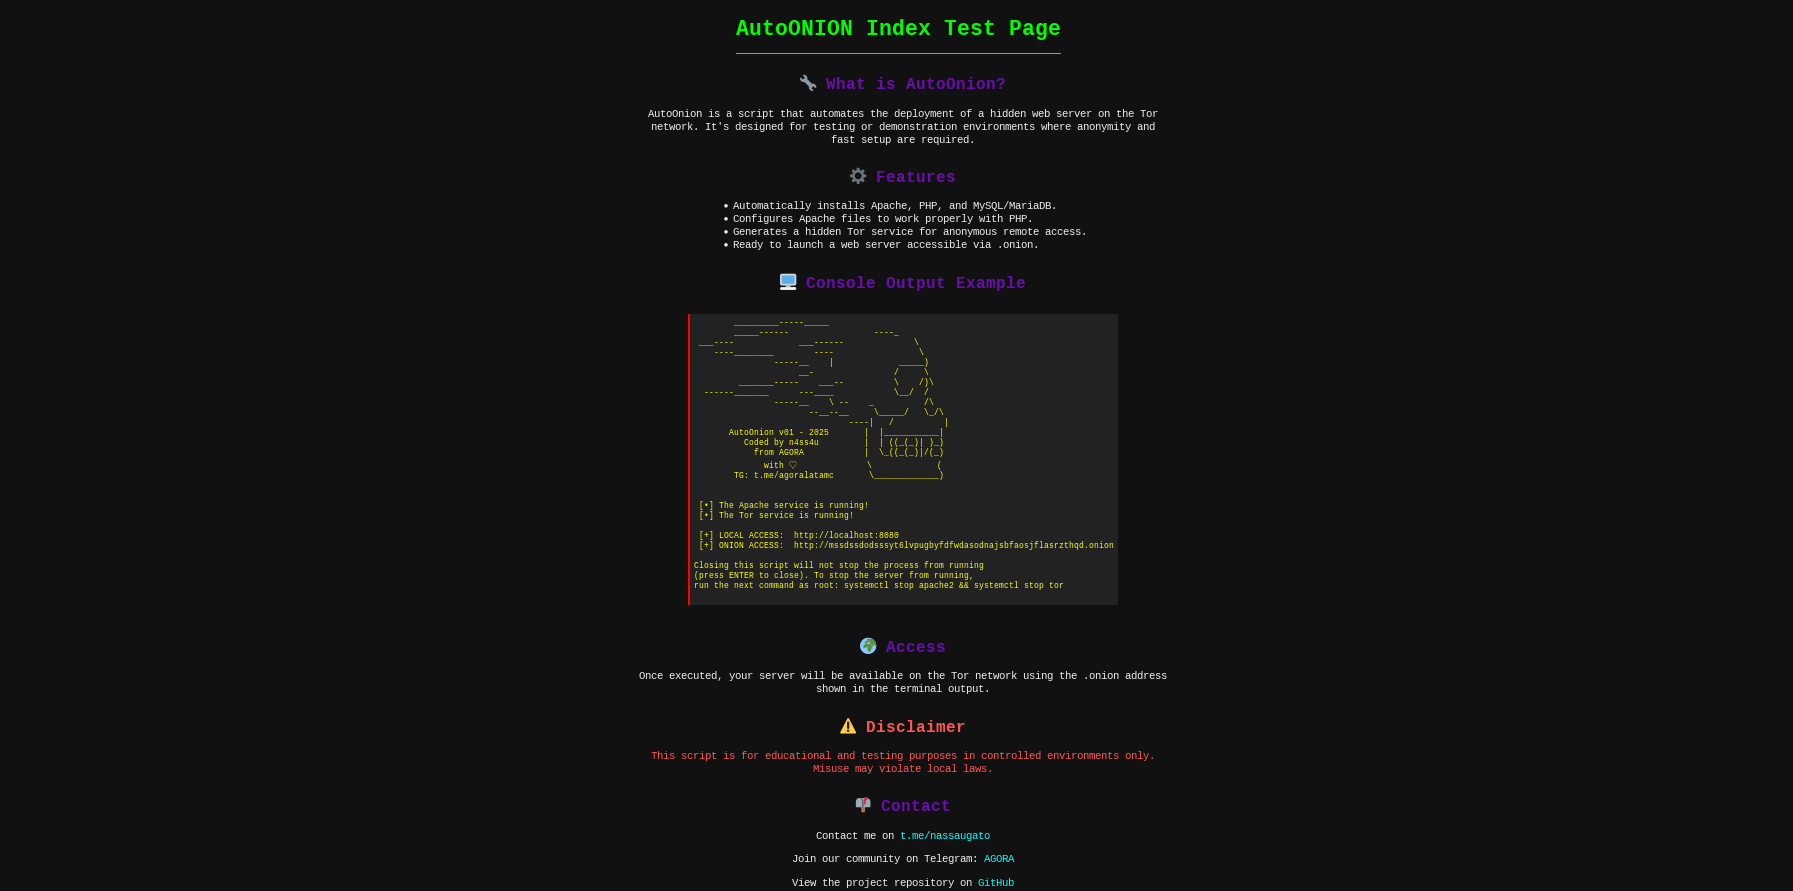 AutoONION Index Test Page
🔧 What is AutoOnion?
AutoOnion is a script that automates the deployment of a hidden web server on the Tor
network. It's designed for testing or demonstration environments where anonymity and
fast setup are required.
⚙️ Features
• Automatically installs Apache, PHP, and MySQL/MariaDB.
• Configures Apache files to work properly with PHP.
• Generates a hidden Tor service for anonymous remote access.
• Ready to launch a web server accessible via .onion.
🖥️ Console Output Example
AutoOnion v01 - 2025
Coded by n4ss4u
from AGORA
with ♡
TG: t.me/agoralatamc
[•] The Apache service is running!
[•] The Tor service is running!
[+] LOCAL ACCESS:  http://localhost:8080
[+] ONION ACCESS:  http://mssdssdodsssyt6lvpugbyfdfwdasodnajsbfaosjflasrzthqd.onion
Closing this script will not stop the process from running
(press ENTER to close). To stop the server from running,
run the next command as root: systemctl stop apache2 && systemctl stop tor
🌍 Access
Once executed, your server will be available on the Tor network using the .onion address
shown in the terminal output.
⚠️ Disclaimer
This script is for educational and testing purposes in controlled environments only.
Misuse may violate local laws.
📬 Contact
Contact me on t.me/nassaugato
Join our community on Telegram: AGORA
View the project repository on GitHub